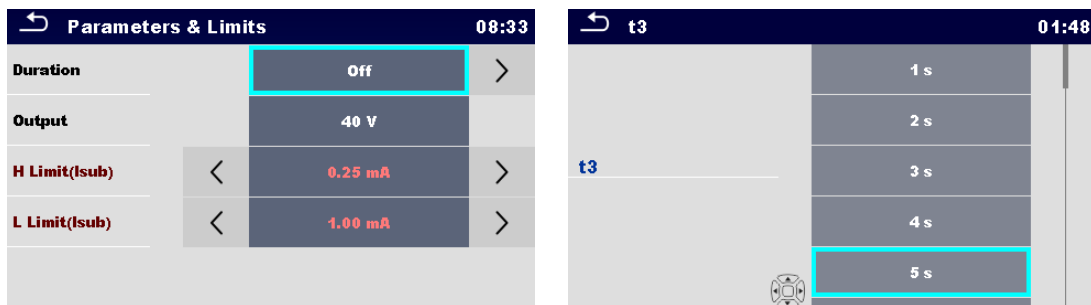 Parameters & Limits 08:33
Duration Off
Output 40 V
H Limit(Isub) 0.25 mA
L Limit(Isub) 1.00 mA
t3 01:48
1 s
2 s
t3 3 s
4 s
5 s